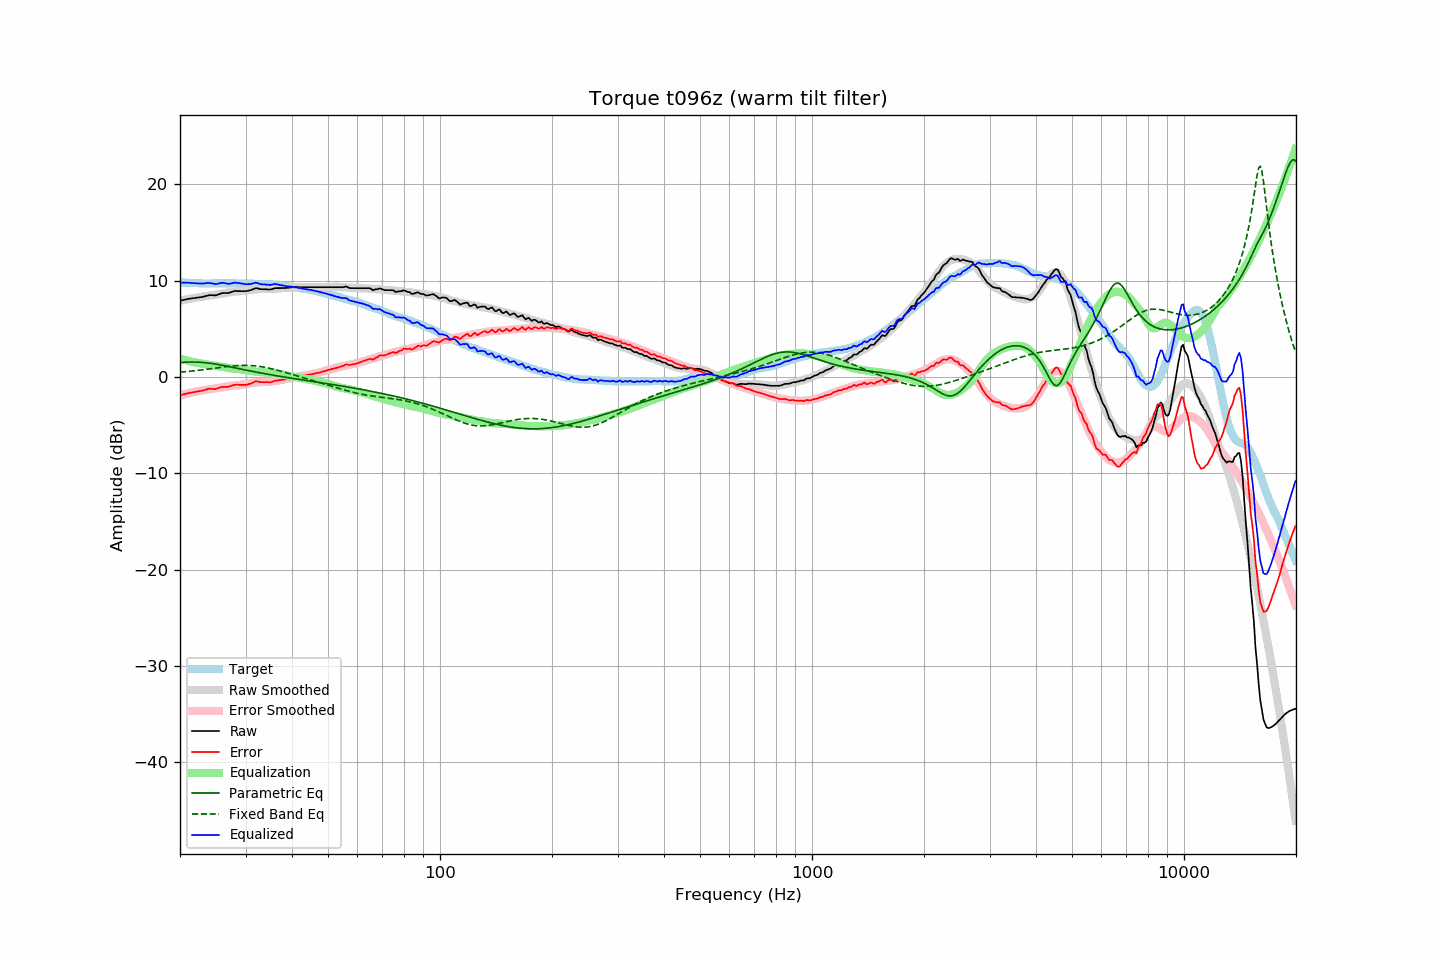 Torque t096z (warm tilt filter)
Amplitude (dBr)
20
10
0
−10
−20
−30
−40
Target
Raw Smoothed
Error Smoothed
Raw
Error
Equalization
Parametric Eq
Fixed Band Eq
Equalized
100
1000
10000
Frequency (Hz)